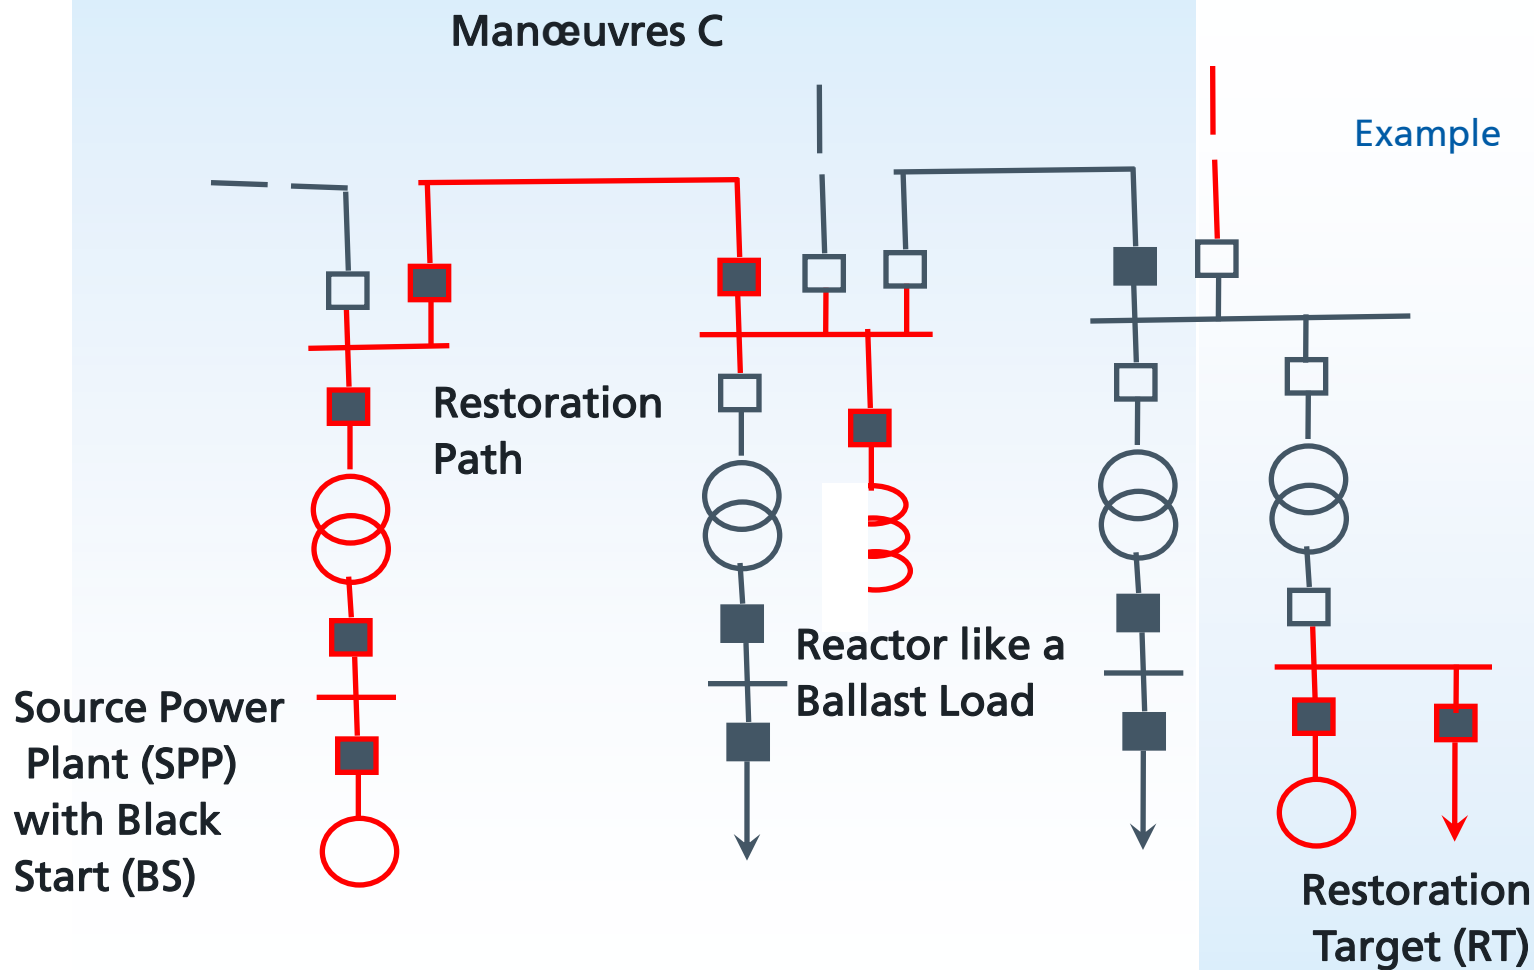 Manœuvres C
Example
Restoration
Path
Reactor like a
Ballast Load
Source Power
Plant (SPP)
with Black
Start (BS)
Restoration
Target (RT)